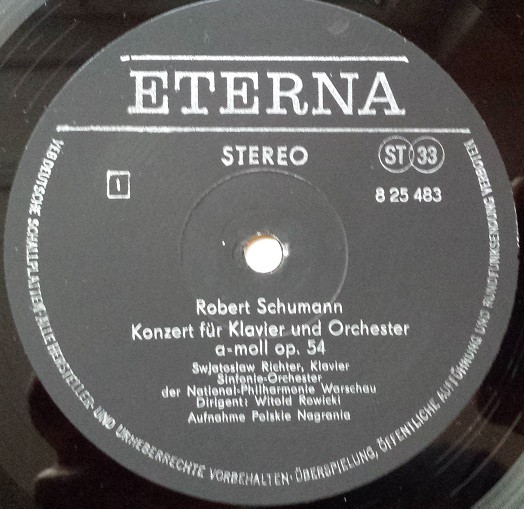 ETERNA
STEREO
ST 33
1
8 25 483
Robert Schumann
Konzert für Klavier und Orchester
a-moll op. 54
Swjatoslaw Richter, Klavier
Sinfonie-Orchester
der National-Philharmonie Warschau
Dirigent: Witold Rowicki
Aufnahme Polskie Nagrania
VEB DEUTSCHE SCHALLPLATTEN · ALLE HERSTELLER- UND URHEBERRECHTE VORBEHALTEN · ÜBERSPIELUNG, ÖFFENTLICHE AUFFÜHRUNG UND RUNDFUNKSENDUNG VERBOTEN